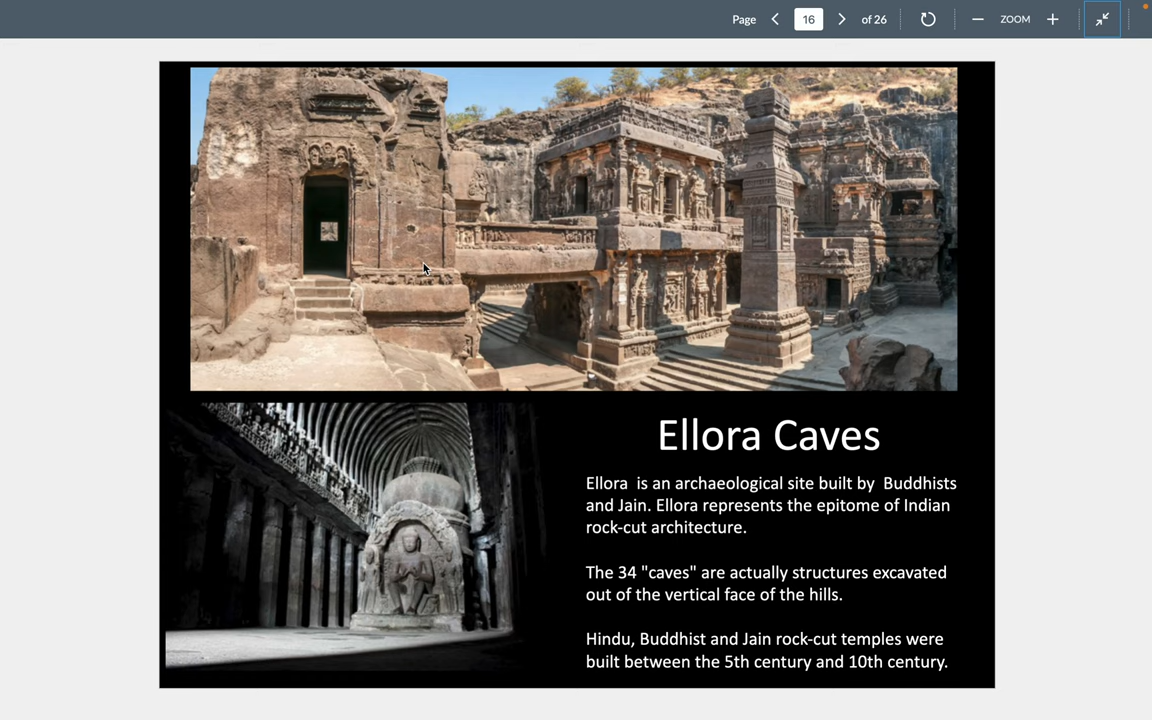 Page 16 of 26 ZOOM
Ellora Caves
Ellora is an archaeological site built by Buddhists
and Jain. Ellora represents the epitome of Indian
rock-cut architecture.
The 34 "caves" are actually structures excavated
out of the vertical face of the hills.
Hindu, Buddhist and Jain rock-cut temples were
built between the 5th century and 10th century.